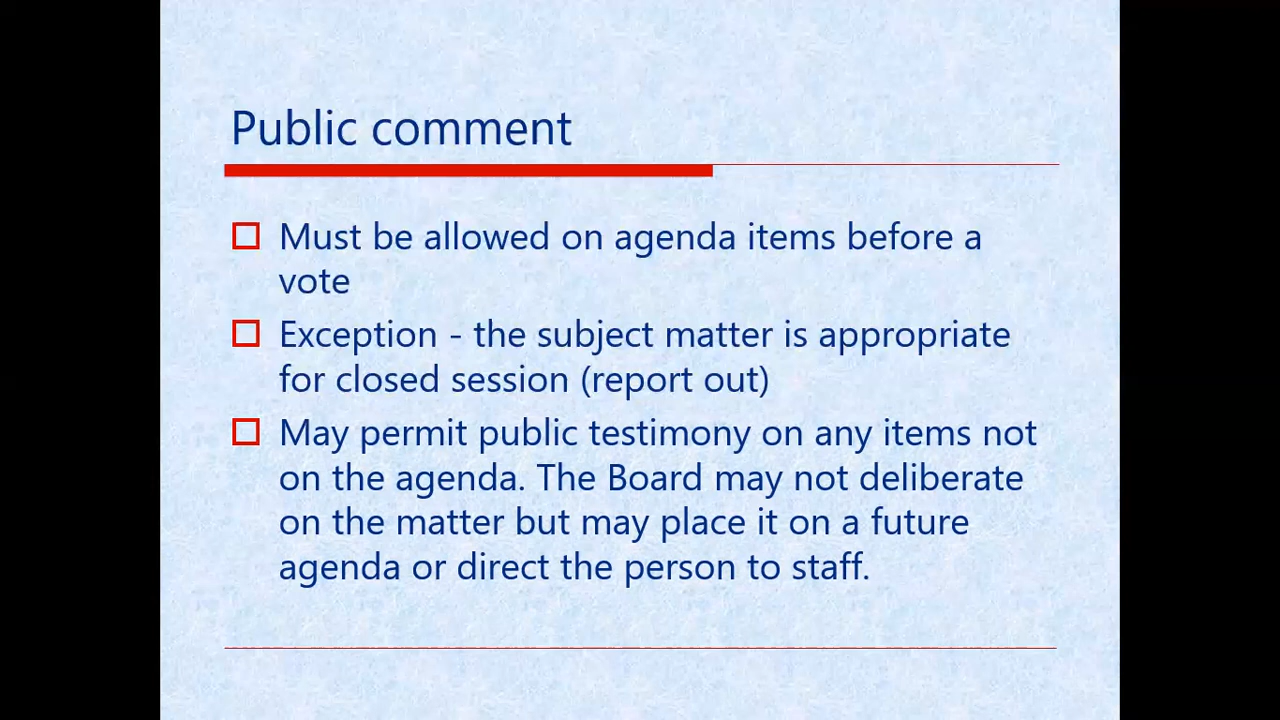 Public comment
Must be allowed on agenda items before a
vote
Exception - the subject matter is appropriate
for closed session (report out)
May permit public testimony on any items not
on the agenda. The Board may not deliberate
on the matter but may place it on a future
agenda or direct the person to staff.